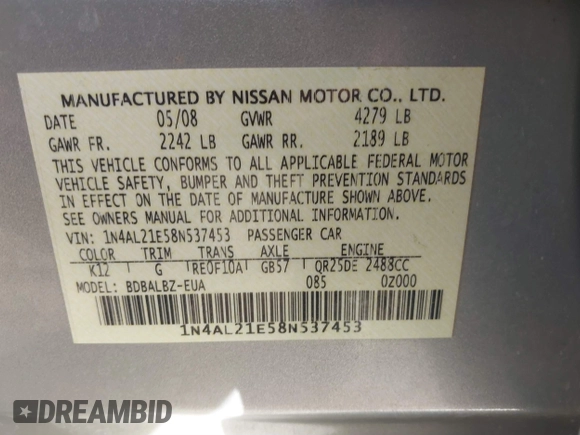 MANUFACTURED BY NISSAN MOTOR CO., LTD.
DATE 05/08 GVWR 4279 LB
GAWR FR. 2242 LB GAWR RR. 2189 LB
THIS VEHICLE CONFORMS TO ALL APPLICABLE FEDERAL MOTOR
VEHICLE SAFETY, BUMPER AND THEFT PREVENTION STANDARDS
IN EFFECT ON THE DATE OF MANUFACTURE SHOWN ABOVE.
SEE OWNERS MANUAL FOR ADDITIONAL INFORMATION.
VIN: 1N4AL21E58N537453 PASSENGER CAR
COLOR TRIM TRANS AXLE ENGINE
K12 G RE0F10A GB57 QR25DE 2488CC
MODEL: BDBALBZ-EUA 085 0Z000
1N4AL21E58N537453
DREAMBID